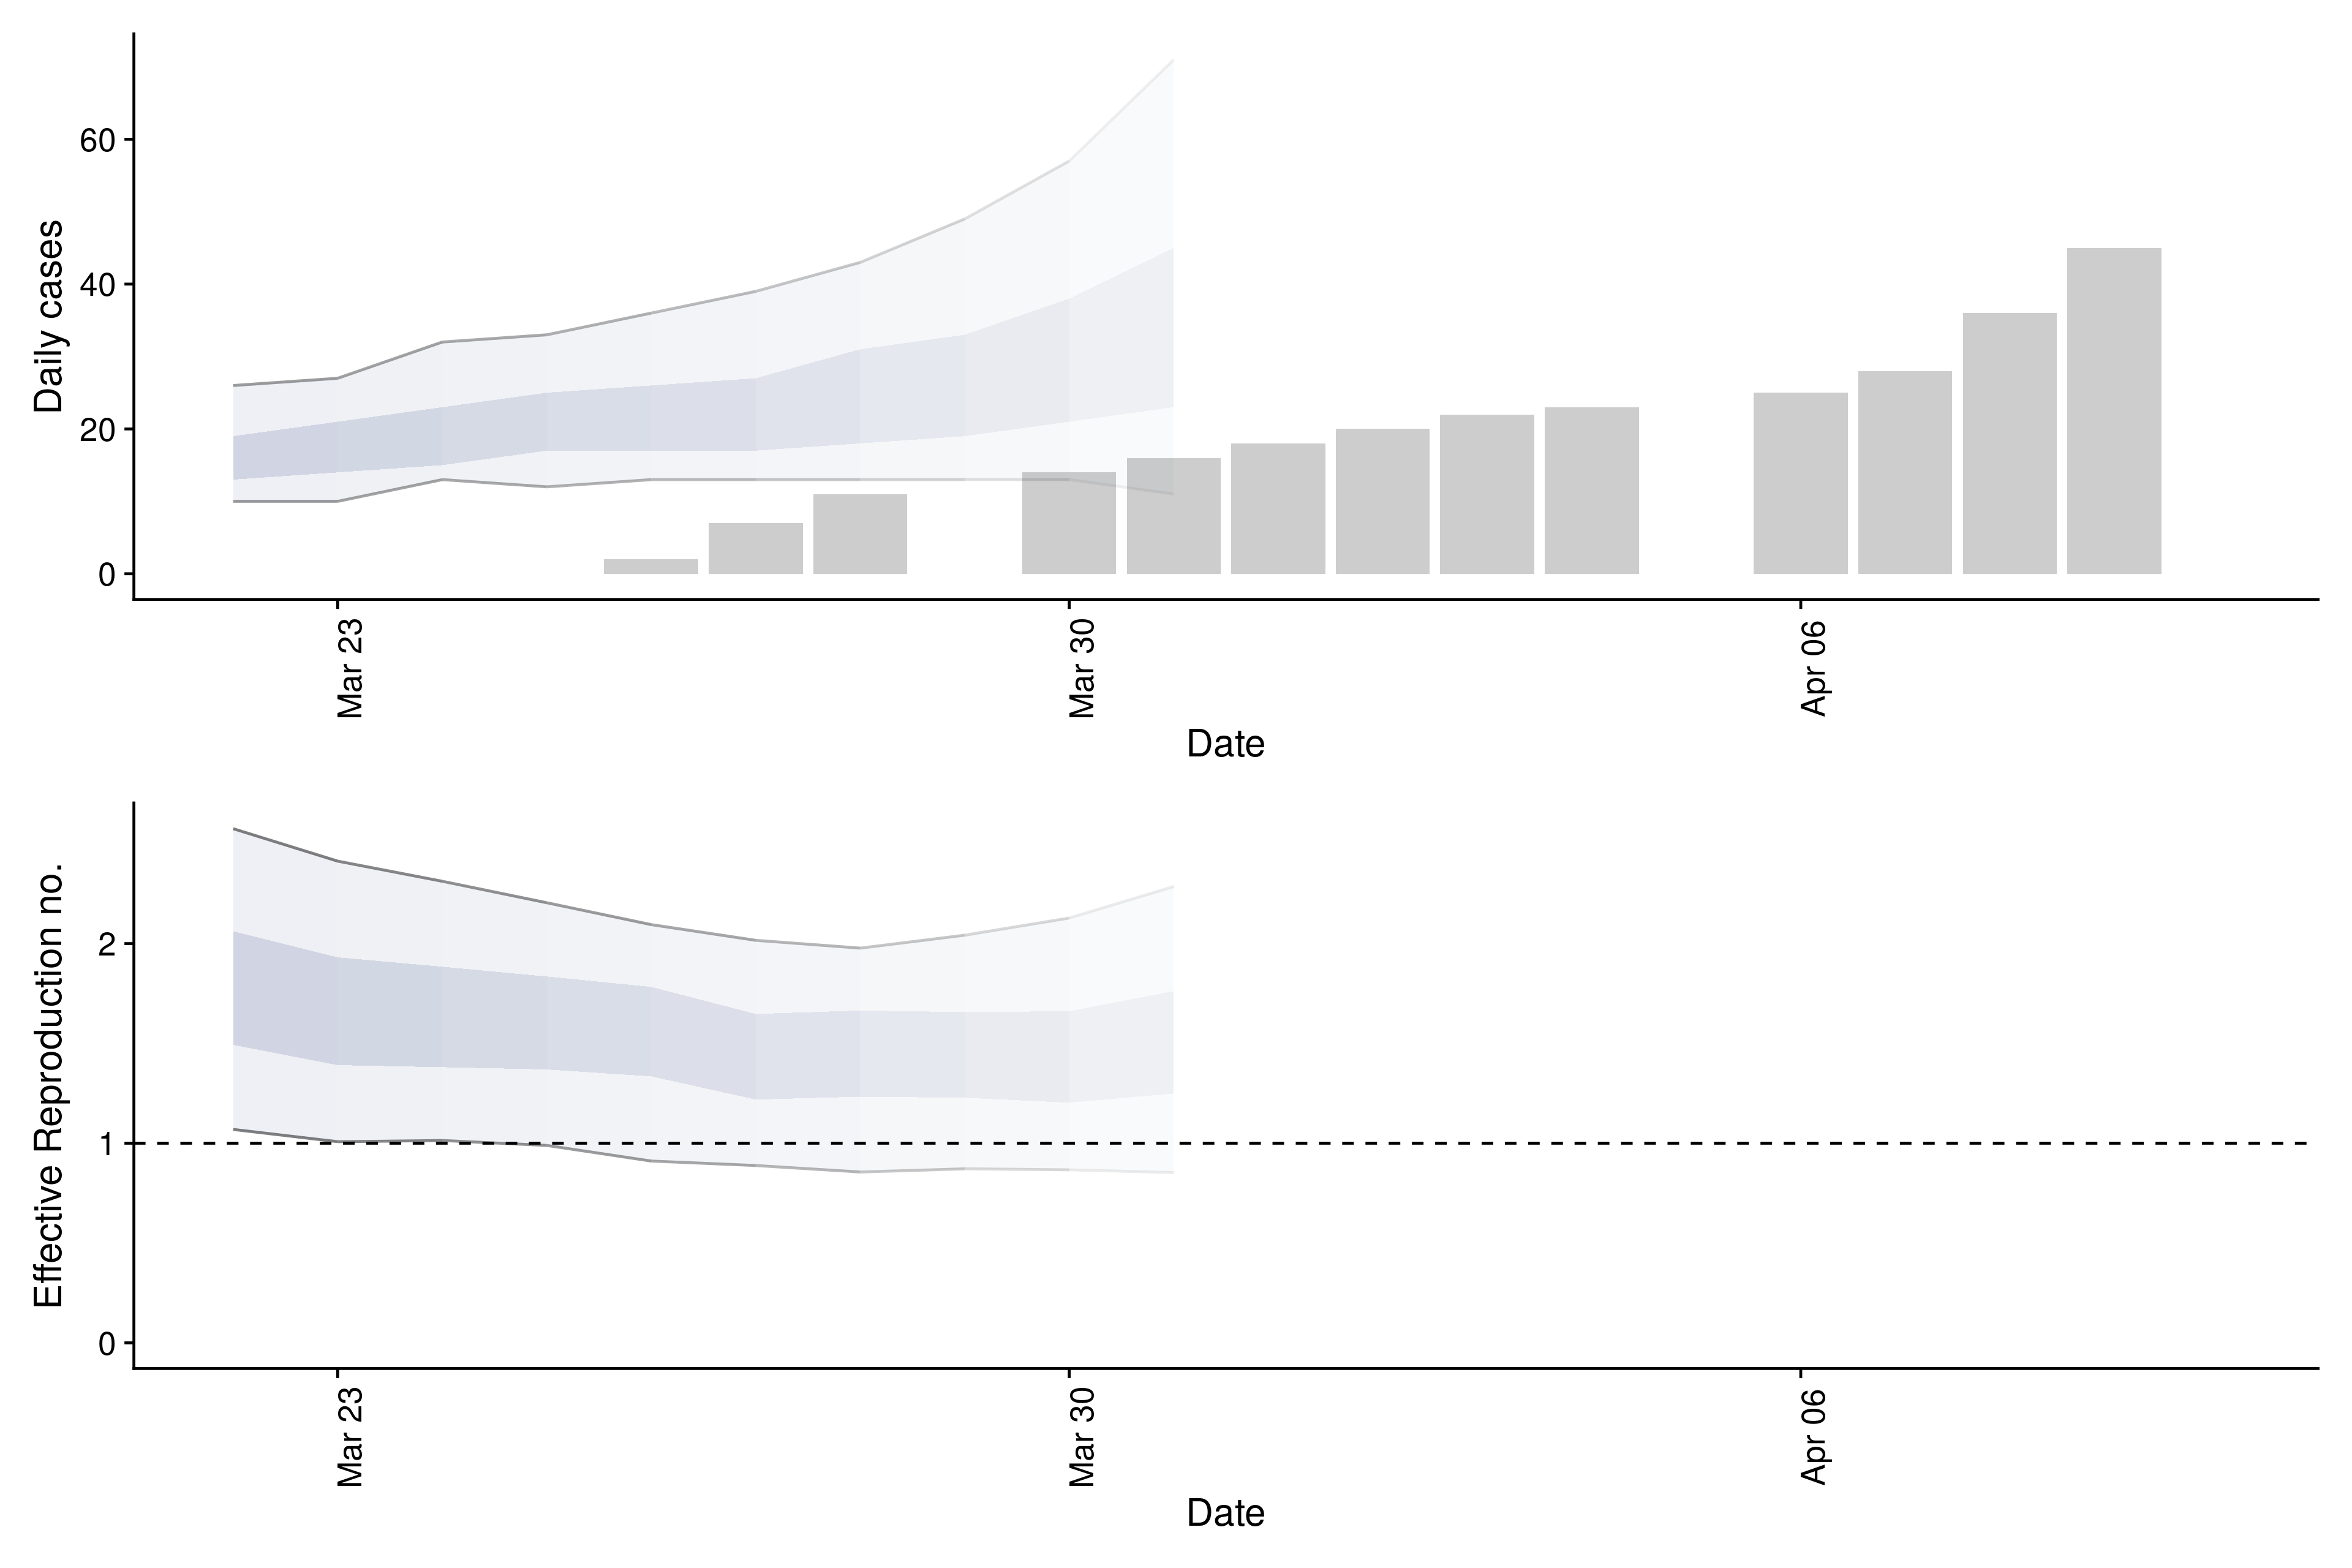 Daily cases
60
40
20
0
Mar 23
Mar 30
Apr 06
Date
Effective Reproduction no.
2
1
0
Mar 23
Mar 30
Apr 06
Date